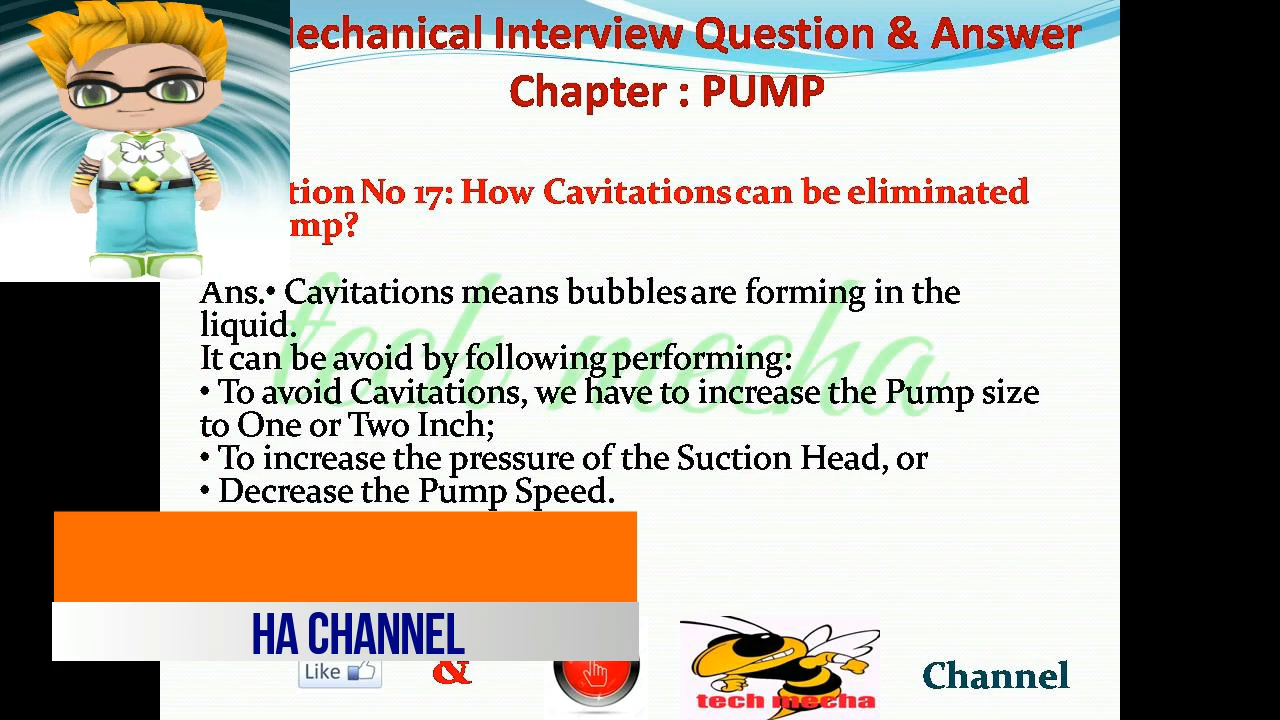 Mechanical Interview Question & Answer
Chapter : PUMP
tion No 17: How Cavitations can be eliminated
mp?
Ans.• Cavitations means bubbles are forming in the
liquid.
It can be avoid by following performing:
• To avoid Cavitations, we have to increase the Pump size
to One or Two Inch;
• To increase the pressure of the Suction Head, or
• Decrease the Pump Speed.
tech mecha
HA CHANNEL
Like &
tech mecha
Channel